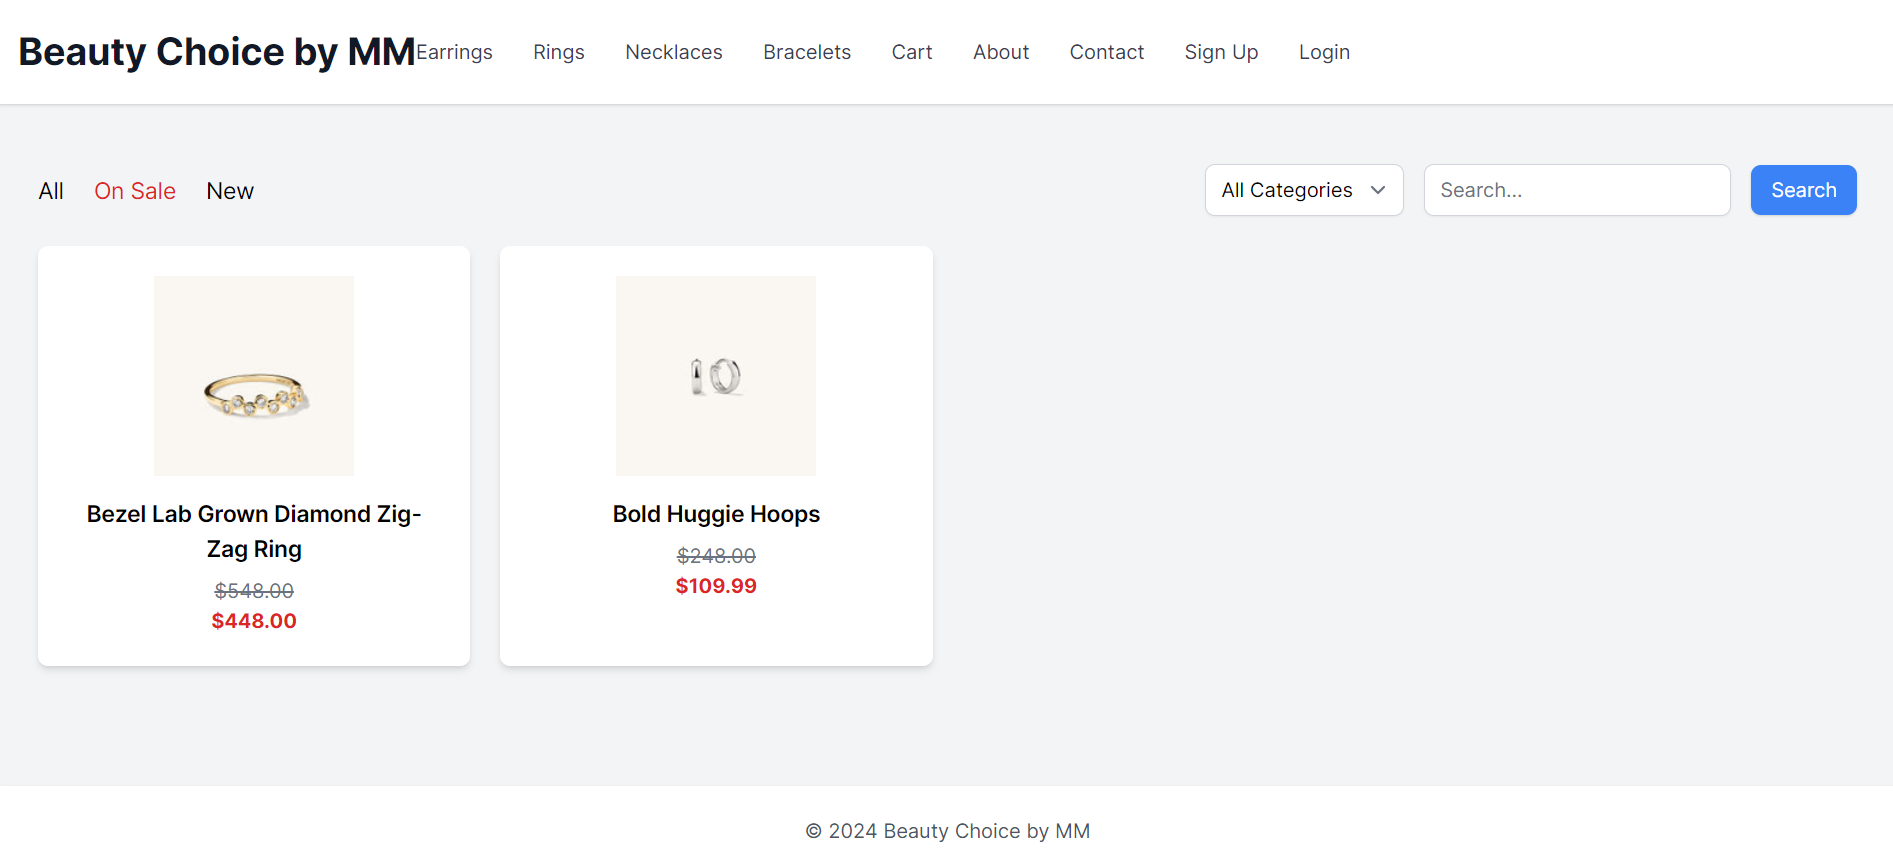 Beauty Choice by MM Earrings Rings Necklaces Bracelets Cart About Contact Sign Up Login
All On Sale New All Categories Search... Search
Bezel Lab Grown Diamond Zig-
Zag Ring
$548.00
$448.00
Bold Huggie Hoops
$248.00
$109.99
© 2024 Beauty Choice by MM